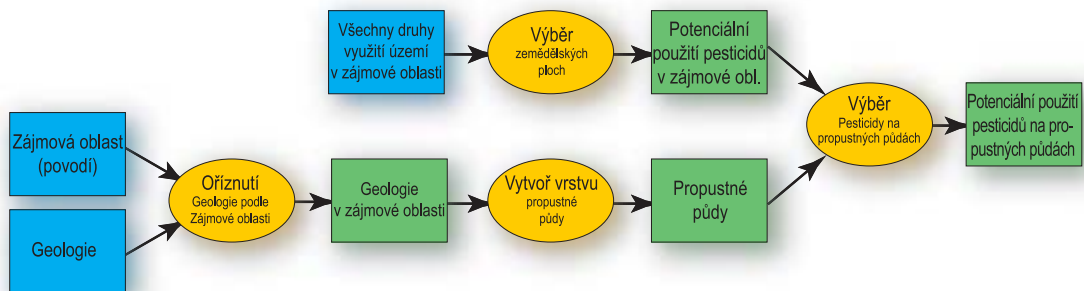 Všechny druhy
využití území
v zájmové oblasti
Výběr
zemědělských
ploch
Potenciální
použití pesticidů
v zájmové obl.
Výběr
Pesticidy na
propustných půdách
Potenciální použití
pesticidů na pro-
pustných půdách
Zájmová oblast
(povodí)
Geologie
Oříznutí
Geologie podle
Zájmové oblasti
Geologie
v zájmové oblasti
Vytvoř vrstvu
propustné
půdy
Propustné
půdy